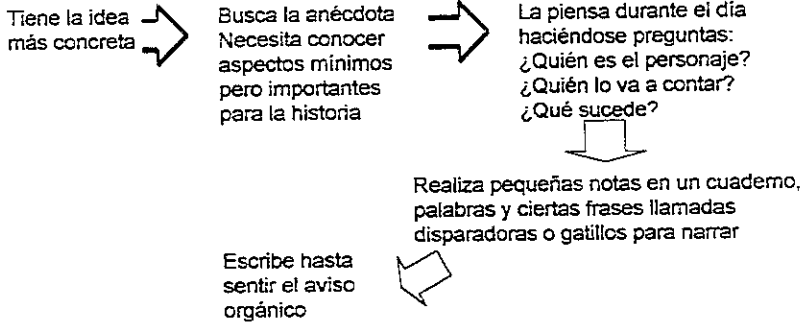 Tiene la idea
más concreta
Busca la anécdota
Necesita conocer
aspectos mínimos
pero importantes
para la historia
La piensa durante el día
haciéndose preguntas:
¿Quién es el personaje?
¿Quién lo va a contar?
¿Qué sucede?
Realiza pequeñas notas en un cuaderno,
palabras y ciertas frases llamadas
disparadoras o gatillos para narrar
Escribe hasta
sentir el aviso
orgánico